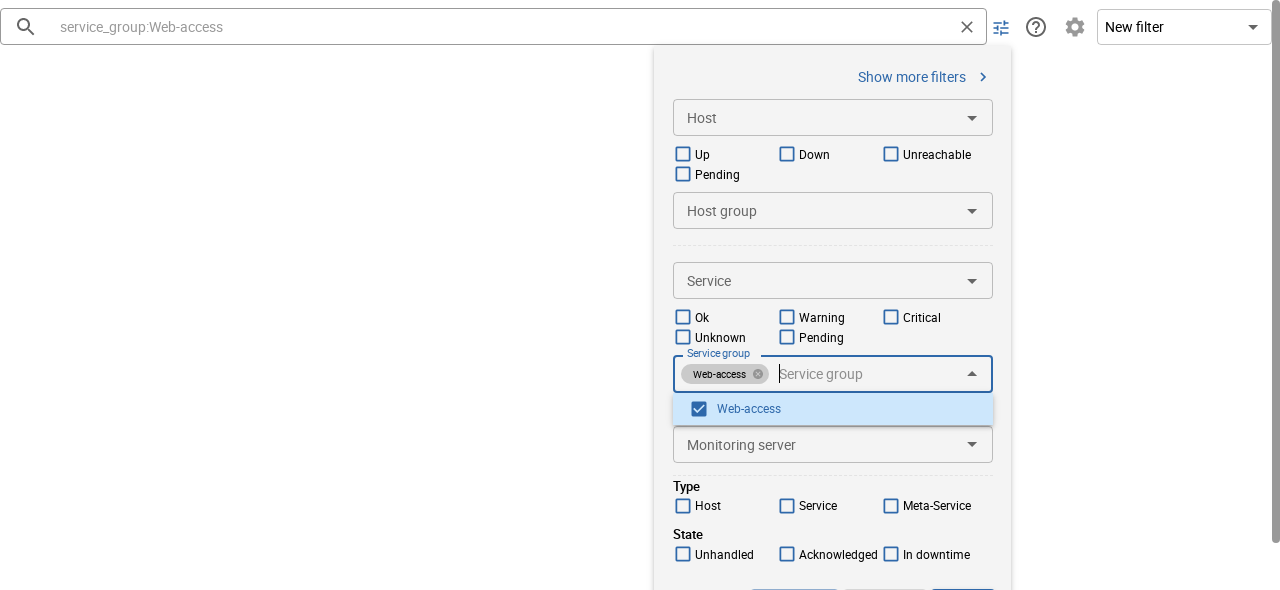 service_group:Web-access
New filter
Show more filters
Host
Up Down Unreachable
Pending
Host group
Service
Ok Warning Critical
Unknown Pending
Service group
Web-access Service group
Web-access
Monitoring server
Type
Host Service Meta-Service
State
Unhandled Acknowledged In downtime